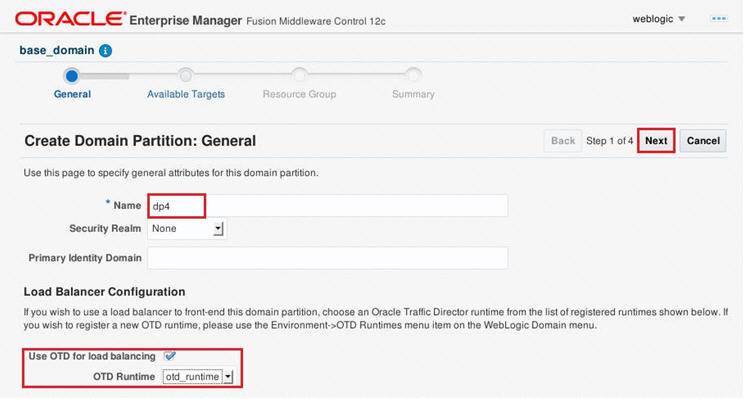 ORACLE® Enterprise Manager Fusion Middleware Control 12c
weblogic
base_domain
General Available Targets Resource Group Summary
Create Domain Partition: General
Back Step 1 of 4 Next Cancel
Use this page to specify general attributes for this domain partition.
* Name dp4
Security Realm None
Primary Identity Domain
Load Balancer Configuration
If you wish to use a load balancer to front-end this domain partition, choose an Oracle Traffic Director runtime from the list of registered runtimes shown below. If
you wish to register a new OTD runtime, please use the Environment->OTD Runtimes menu item on the WebLogic Domain menu.
Use OTD for load balancing
OTD Runtime otd_runtime